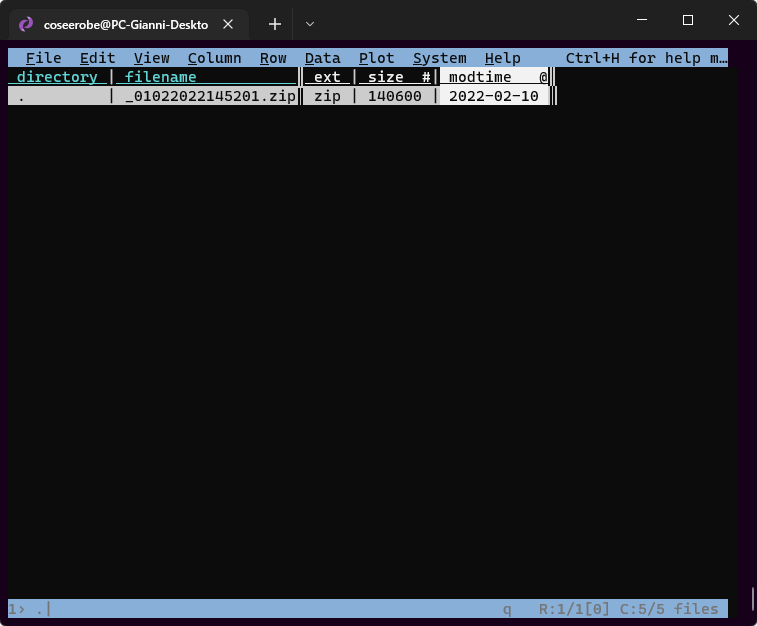 coseerobe@PC-Gianni-Deskto
File Edit View Column Row Data Plot System Help Ctrl+H for help m…
directory | filename ‖ ext | size #| modtime @‖
. | _01022022145201.zip‖ zip | 140600 | 2022-02-10 ‖
1› .| q R:1/1[0] C:5/5 files